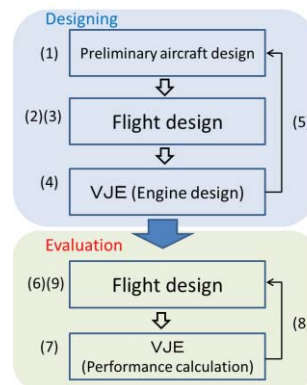 Designing
(1)
Preliminary aircraft design
(2)(3)
Flight design
(5
(4)
VJE (Engine design)
Evaluation
(6)(9)
Flight design
(8
(7)
VJE
(Performance calculation)